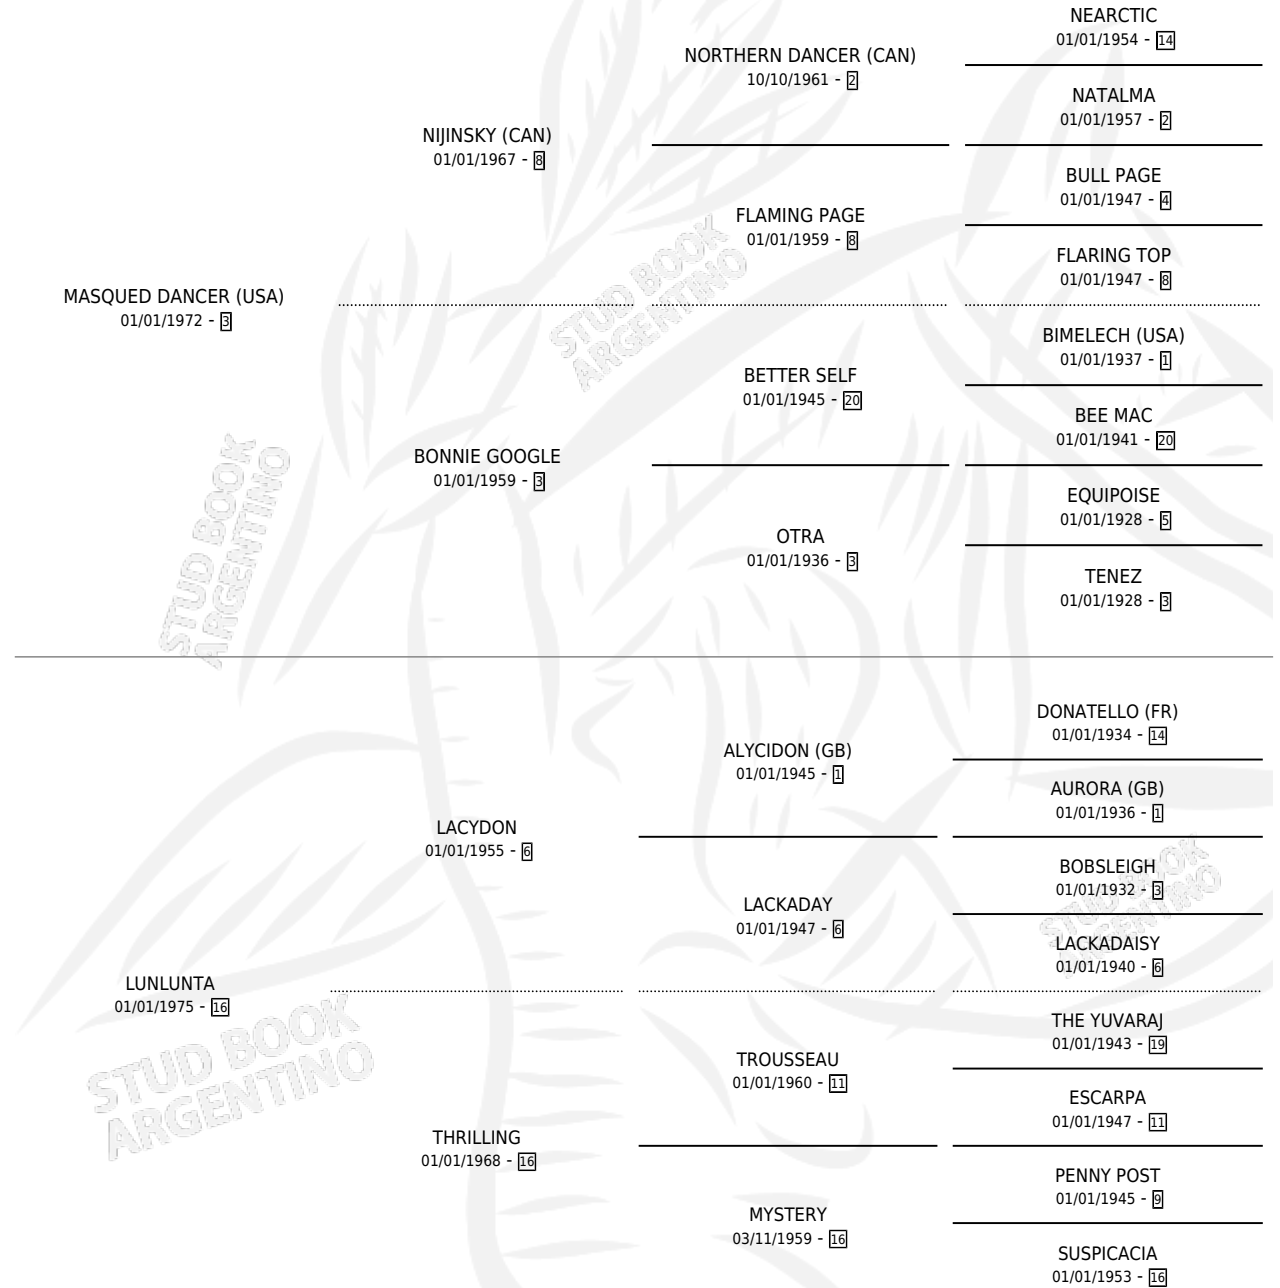 NEARCTIC
01/01/1954 - 14
NORTHERN DANCER (CAN)
10/10/1961 - 2
NATALMA
01/01/1957 - 2
NIJINSKY (CAN)
01/01/1967 - 8
BULL PAGE
01/01/1947 - 4
FLAMING PAGE
01/01/1959 - 8
FLARING TOP
01/01/1947 - 8
MASQUED DANCER (USA)
01/01/1972 - 3
BIMELECH (USA)
01/01/1937 - 1
BETTER SELF
01/01/1945 - 20
BEE MAC
01/01/1941 - 20
BONNIE GOOGLE
01/01/1959 - 3
EQUIPOISE
01/01/1928 - 5
OTRA
01/01/1936 - 3
TENEZ
01/01/1928 - 3
DONATELLO (FR)
01/01/1934 - 14
ALYCIDON (GB)
01/01/1945 - 1
AURORA (GB)
01/01/1936 - 1
LACYDON
01/01/1955 - 6
BOBSLEIGH
01/01/1932 - 3
LACKADAY
01/01/1947 - 6
LACKADAISY
01/01/1940 - 6
LUNLUNTA
01/01/1975 - 16
THE YUVARAJ
01/01/1943 - 19
TROUSSEAU
01/01/1960 - 11
ESCARPA
01/01/1947 - 11
THRILLING
01/01/1968 - 16
PENNY POST
01/01/1945 - 9
MYSTERY
03/11/1959 - 16
SUSPICACIA
01/01/1953 - 16
STUD BOOK
ARGENTINO
STUD BOOK
ARGENTINO
STUD BOOK
ARGENTINO
STUD BOOK
ARGENTINO